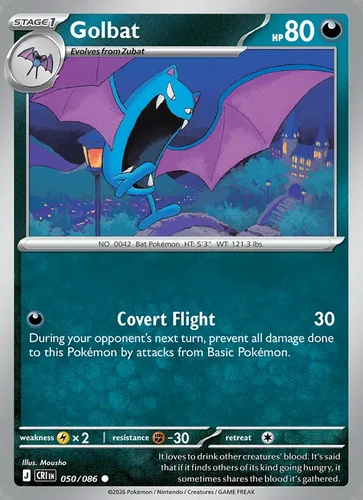 STAGE1
Golbat
HP80
Evolves from Zubat
NO. 0042 Bat Pokémon HT: 5'3" WT: 121.3 lbs.
Covert Flight 30
During your opponent's next turn, prevent all damage done
to this Pokémon by attacks from Basic Pokémon.
weakness ×2 resistance -30 retreat
Illus. Mousho
J CRI EN 050/086
It loves to drink other creatures' blood. It's said
that if it finds others of its kind going hungry, it
sometimes shares the blood it's gathered.
©2026 Pokémon / Nintendo / Creatures / GAME FREAK